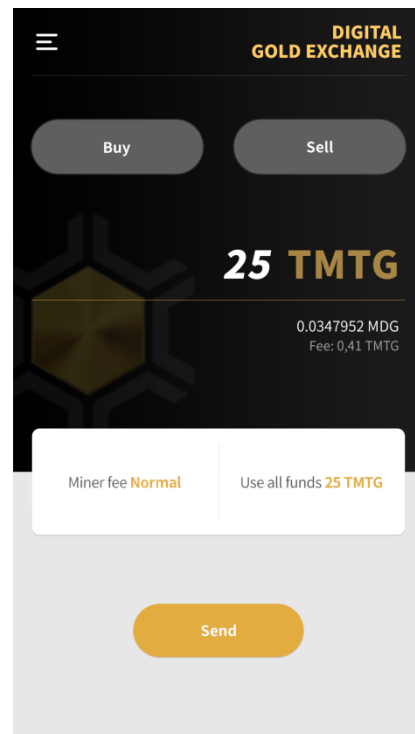 DIGITAL
GOLD EXCHANGE
Buy
Sell
25 TMTG
0.0347952 MDG
Fee: 0,41 TMTG
Miner fee Normal
Use all funds 25 TMTG
Send